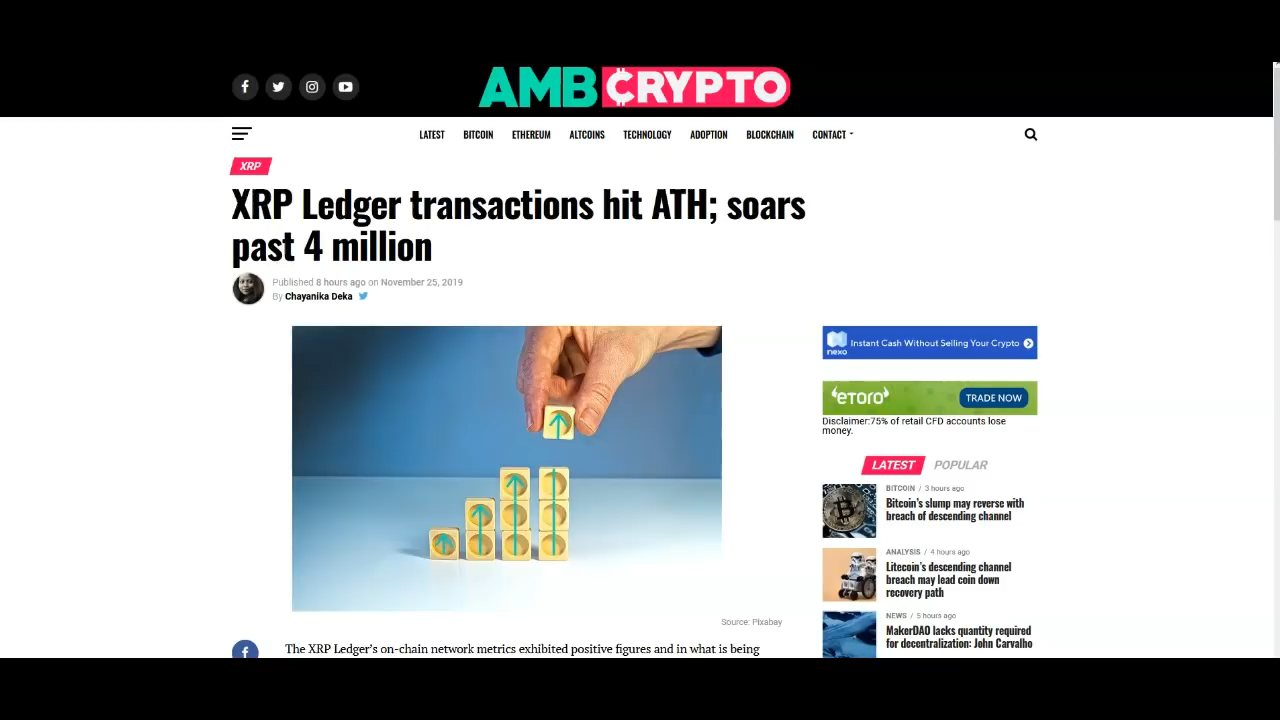 AMBCRYPTO
LATEST BITCOIN ETHEREUM ALTCOINS TECHNOLOGY ADOPTION BLOCKCHAIN CONTACT
XRP
XRP Ledger transactions hit ATH; soars
past 4 million
Published 8 hours ago on November 25, 2019
By Chayanika Deka
Source: Pixabay
The XRP Ledger's on-chain network metrics exhibited positive figures and in what is being
nexo
Instant Cash Without Selling Your Crypto
eToro
TRADE NOW
Disclaimer:75% of retail CFD accounts lose
money.
LATEST POPULAR
BITCOIN / 3 hours ago
Bitcoin's slump may reverse with
breach of descending channel
ANALYSIS / 4 hours ago
Litecoin's descending channel
breach may lead coin down
recovery path
NEWS / 5 hours ago
MakerDAO lacks quantity required
for decentralization: John Carvalho